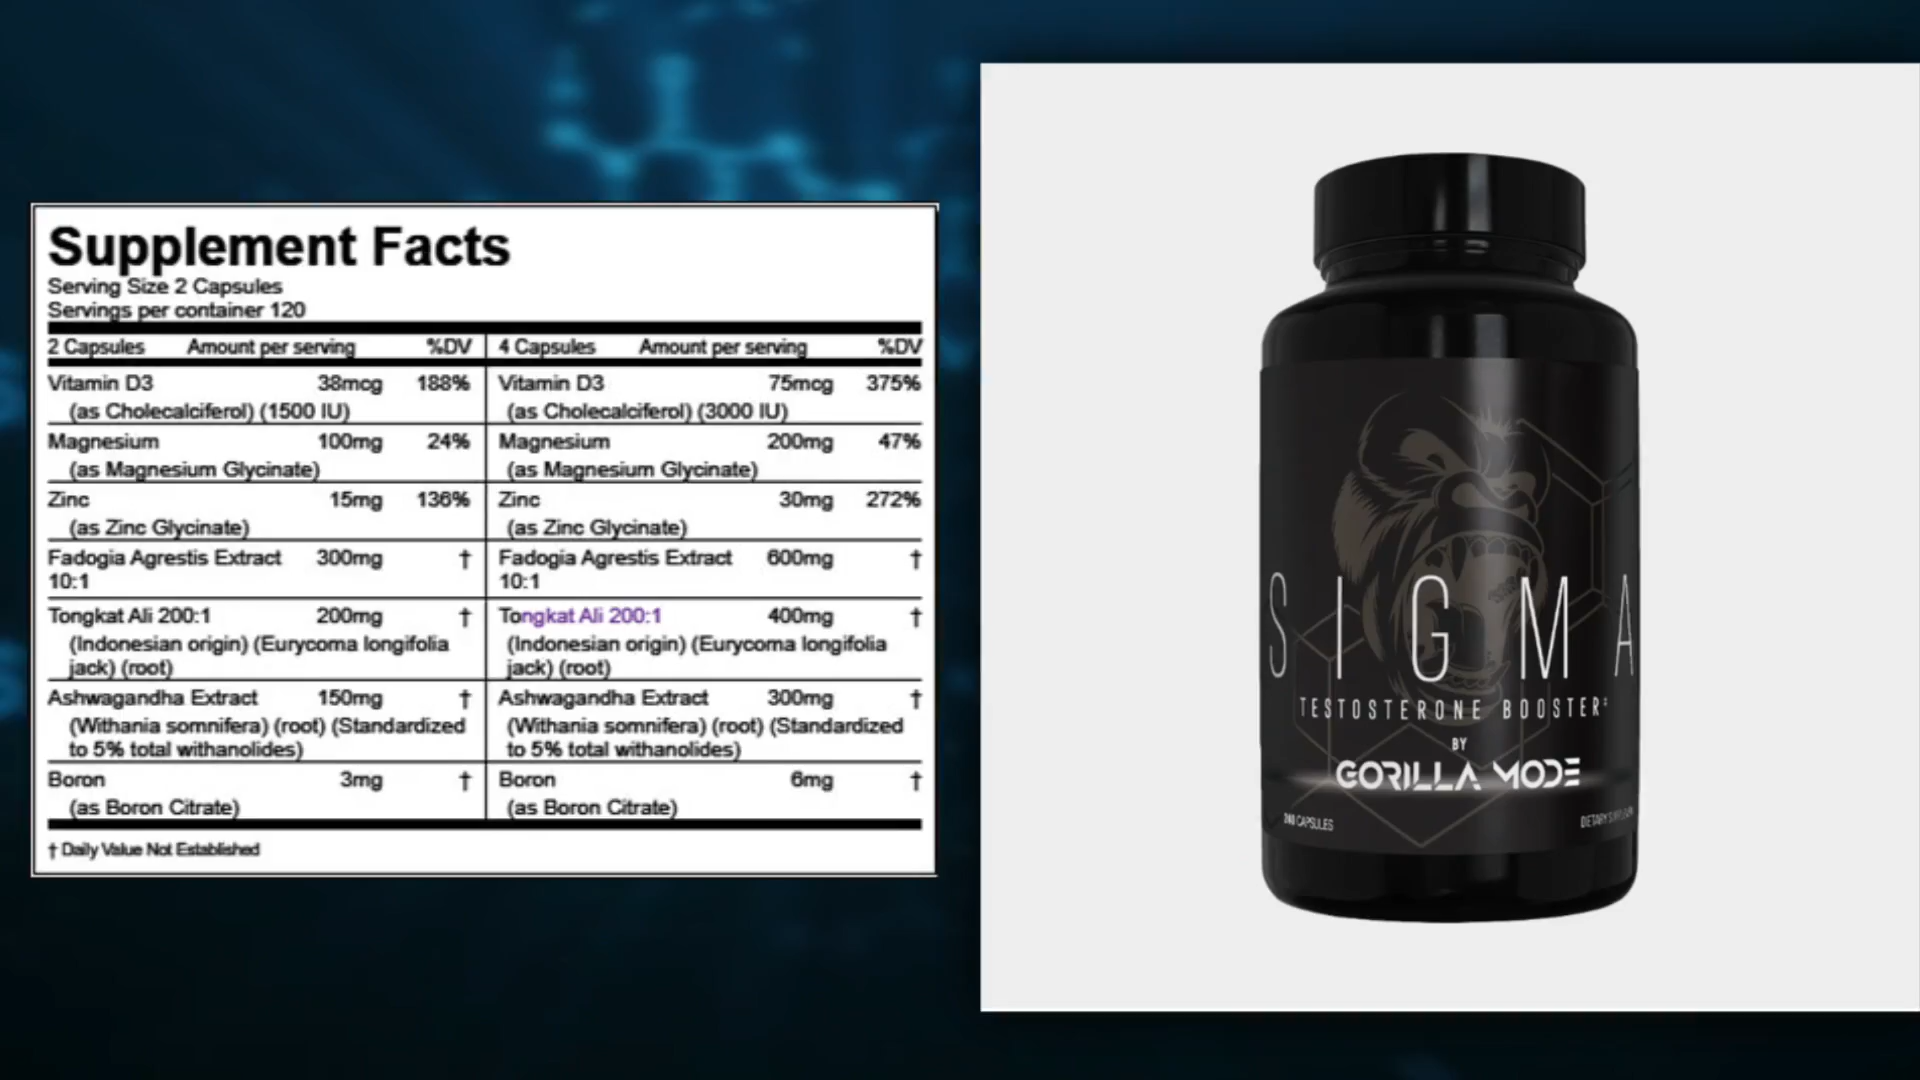 Supplement Facts
Serving Size 2 Capsules
Servings per container 120
2 Capsules Amount per serving %DV
Vitamin D3 38mcg 188%
(as Cholecalciferol) (1500 IU)
Magnesium 100mg 24%
(as Magnesium Glycinate)
Zinc 15mg 136%
(as Zinc Glycinate)
Fadogia Agrestis Extract 300mg †
10:1
Tongkat Ali 200:1 200mg †
(Indonesian origin) (Eurycoma longifolia
jack) (root)
Ashwagandha Extract 150mg †
(Withania somnifera) (root) (Standardized
to 5% total withanolides)
Boron 3mg †
(as Boron Citrate)
4 Capsules Amount per serving %DV
Vitamin D3 75mcg 375%
(as Cholecalciferol) (3000 IU)
Magnesium 200mg 47%
(as Magnesium Glycinate)
Zinc 30mg 272%
(as Zinc Glycinate)
Fadogia Agrestis Extract 600mg †
10:1
Tongkat Ali 200:1 400mg †
(Indonesian origin) (Eurycoma longifolia
jack) (root)
Ashwagandha Extract 300mg †
(Withania somnifera) (root) (Standardized
to 5% total withanolides)
Boron 6mg †
(as Boron Citrate)
† Daily Value Not Established
SIGMA
TESTOSTERONE BOOSTER
BY
GORILLA MODE
240 CAPSULES
DIETARY